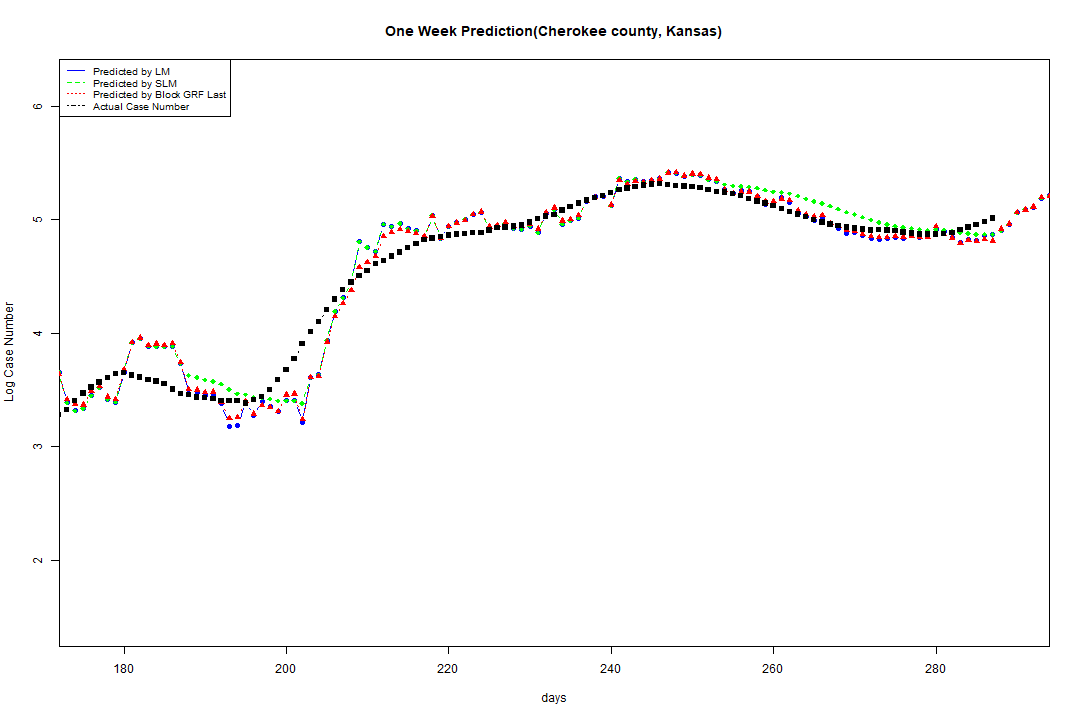 One Week Prediction(Cherokee county, Kansas)
Predicted by LM
Predicted by SLM
Predicted by Block GRF Last
Actual Case Number
Log Case Number
6
5
4
3
2
180 200 220 240 260 280
days